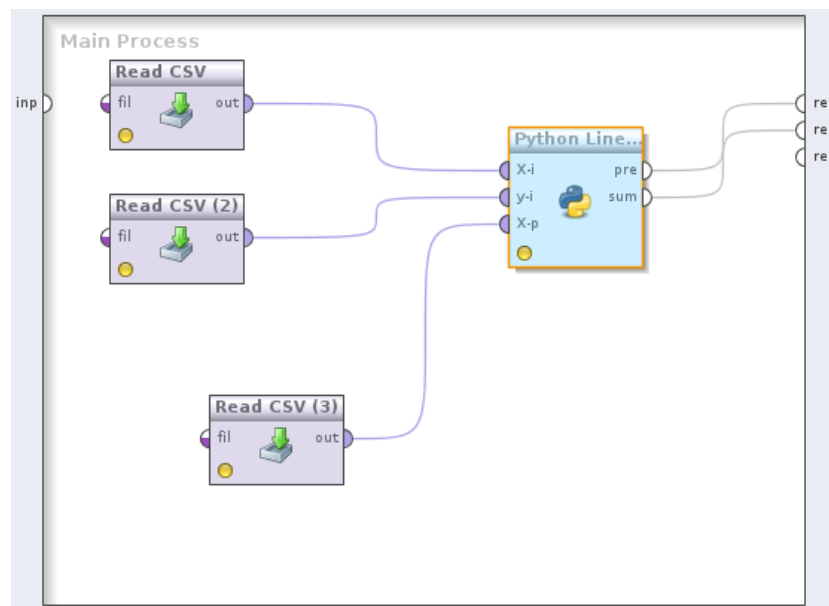 Main Process
Read CSV
inp
fil
out
re
Python Line...
re
X-i
pre
re
Read CSV (2)
y-i
sum
fil
out
X-p
Read CSV (3)
fil
out